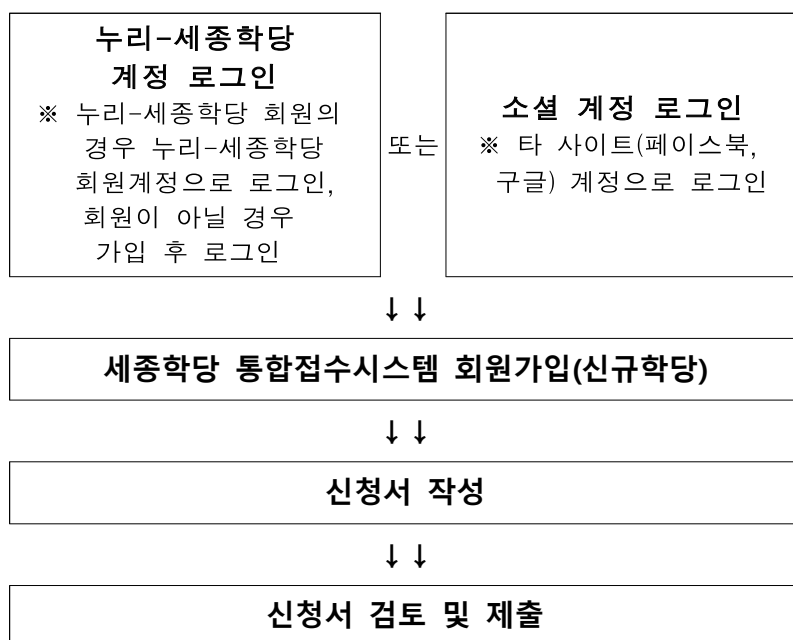 누리-세종학당
계정 로그인
※ 누리-세종학당 회원의
경우 누리-세종학당
회원계정으로 로그인,
회원이 아닐 경우
가입 후 로그인
또는
소셜 계정 로그인
※ 타 사이트(페이스북,
구글) 계정으로 로그인
↓↓
세종학당 통합접수시스템 회원가입(신규학당)
↓↓
신청서 작성
↓↓
신청서 검토 및 제출